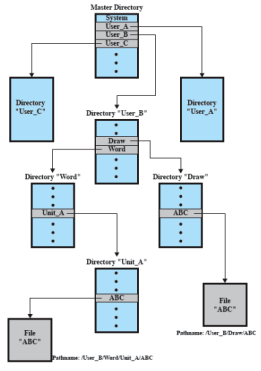 Master Directory
System
User_A
User_B
User_C
Directory
"User_C"
Directory
"User_A"
Directory "User_B"
Draw
Word
Directory "Word"
Directory "Draw"
Unit_A
ABC
Directory "Unit_A"
ABC
File
"ABC"
Pathname: /User_B/Draw/ABC
File
"ABC"
Pathname: /User_B/Word/Unit_A/ABC